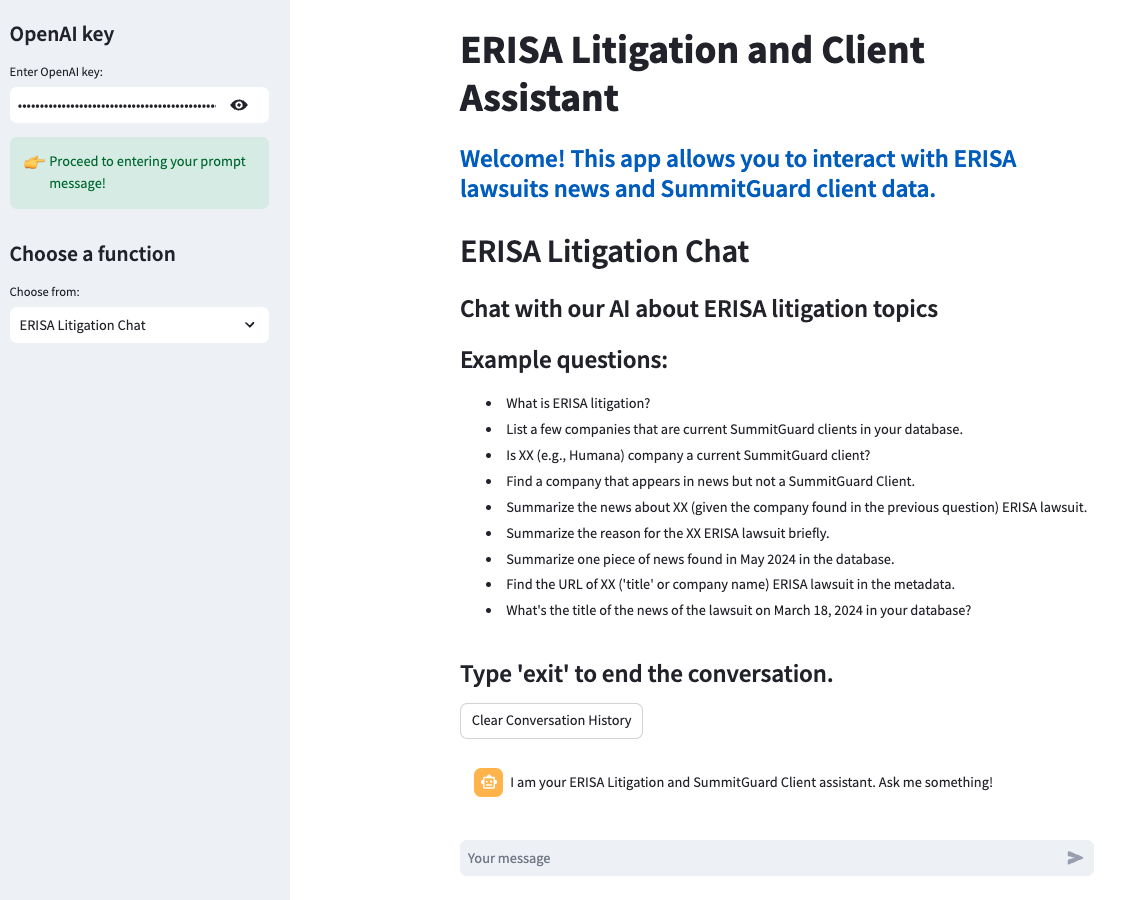 OpenAI key
Enter OpenAI key:
••••••••••••••••••••••••••••••••••••••••••••
👉 Proceed to entering your prompt
message!
Choose a function
Choose from:
ERISA Litigation Chat
ERISA Litigation and Client
Assistant
Welcome! This app allows you to interact with ERISA
lawsuits news and SummitGuard client data.
ERISA Litigation Chat
Chat with our AI about ERISA litigation topics
Example questions:
• What is ERISA litigation?
• List a few companies that are current SummitGuard clients in your database.
• Is XX (e.g., Humana) company a current SummitGuard client?
• Find a company that appears in news but not a SummitGuard Client.
• Summarize the news about XX (given the company found in the previous question) ERISA lawsuit.
• Summarize the reason for the XX ERISA lawsuit briefly.
• Summarize one piece of news found in May 2024 in the database.
• Find the URL of XX ('title' or company name) ERISA lawsuit in the metadata.
• What's the title of the news of the lawsuit on March 18, 2024 in your database?
Type 'exit' to end the conversation.
Clear Conversation History
I am your ERISA Litigation and SummitGuard Client assistant. Ask me something!
Your message